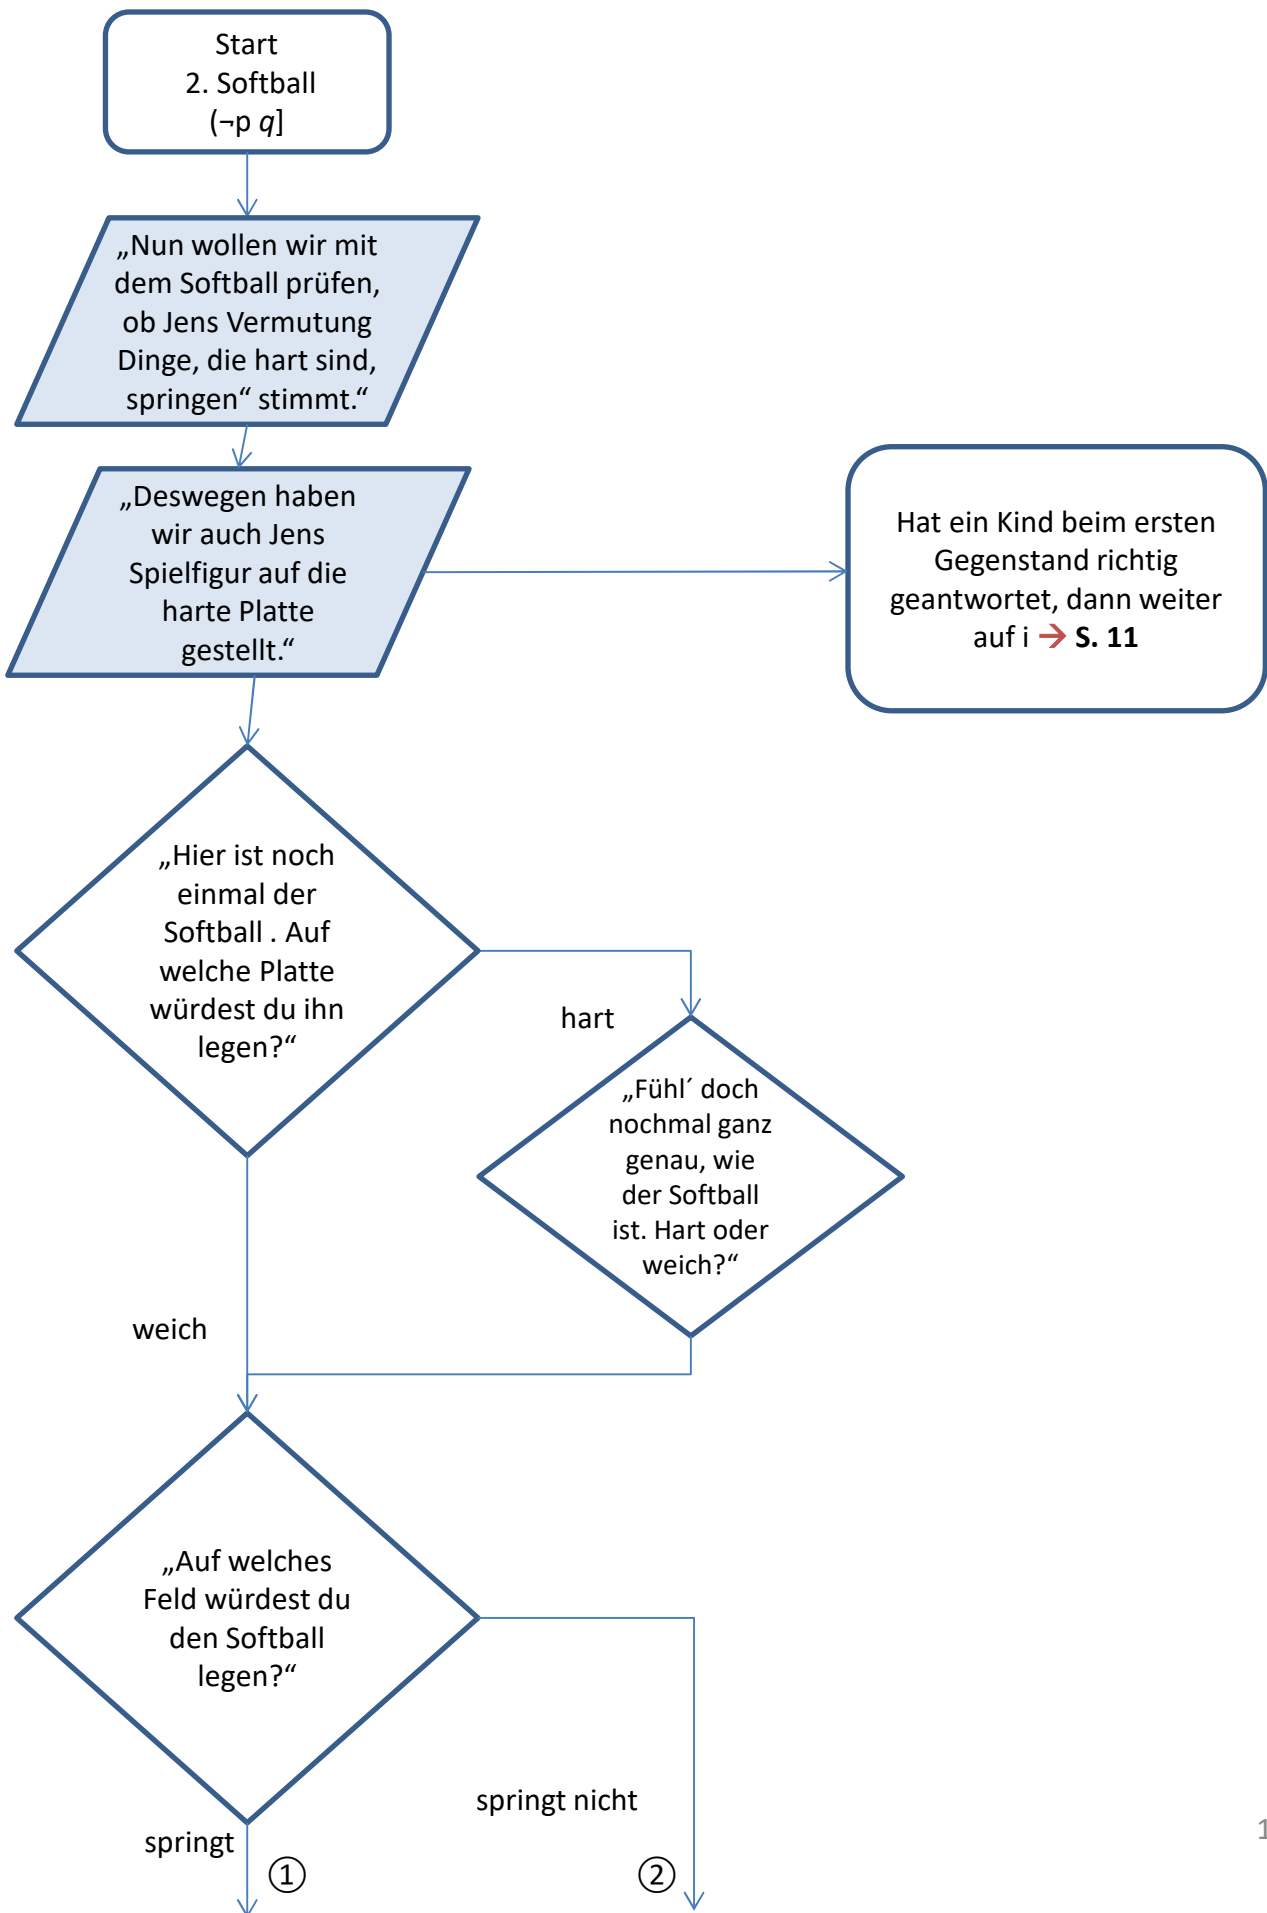 Start
2. Softball
(¬p q]
„Nun wollen wir mit
dem Softball prüfen,
ob Jens Vermutung
Dinge, die hart sind,
springen“ stimmt.“
„Deswegen haben
wir auch Jens
Spielfigur auf die
harte Platte
gestellt.“
Hat ein Kind beim ersten
Gegenstand richtig
geantwortet, dann weiter
auf i → S. 11
„Hier ist noch
einmal der
Softball . Auf
welche Platte
würdest du ihn
legen?“
hart
„Fühl´ doch
nochmal ganz
genau, wie
der Softball
ist. Hart oder
weich?“
weich
„Auf welches
Feld würdest du
den Softball
legen?“
springt nicht
springt
①
②
1